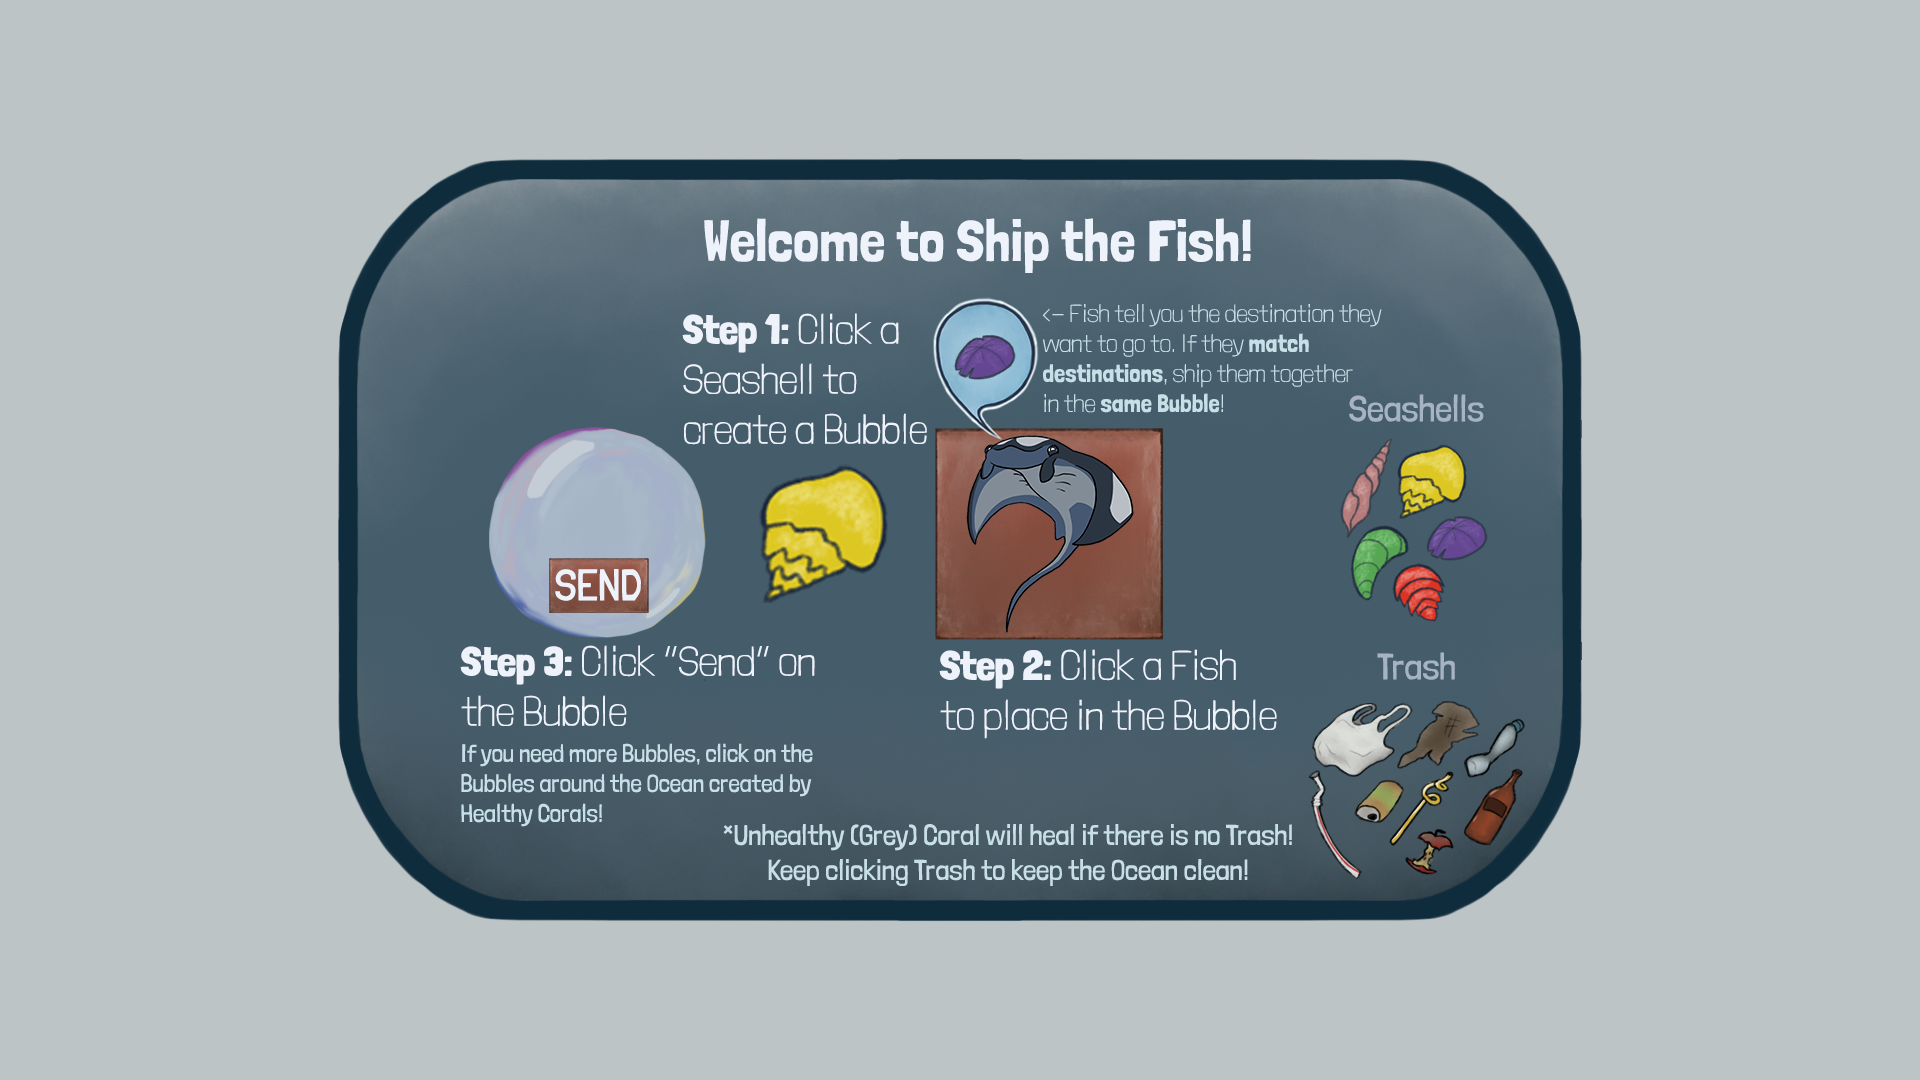 Welcome to Ship the Fish!
Step 1: Click a
Seashell to
create a Bubble
<- Fish tell you the destination they
want to go to. If they match
destinations, ship them together
in the same Bubble!
Seashells
SEND
Step 3: Click "Send" on
the Bubble
If you need more Bubbles, click on the
Bubbles around the Ocean created by
Healthy Corals!
Step 2: Click a Fish
to place in the Bubble
Trash
*Unhealthy (Grey) Coral will heal if there is no Trash!
Keep clicking Trash to keep the Ocean clean!